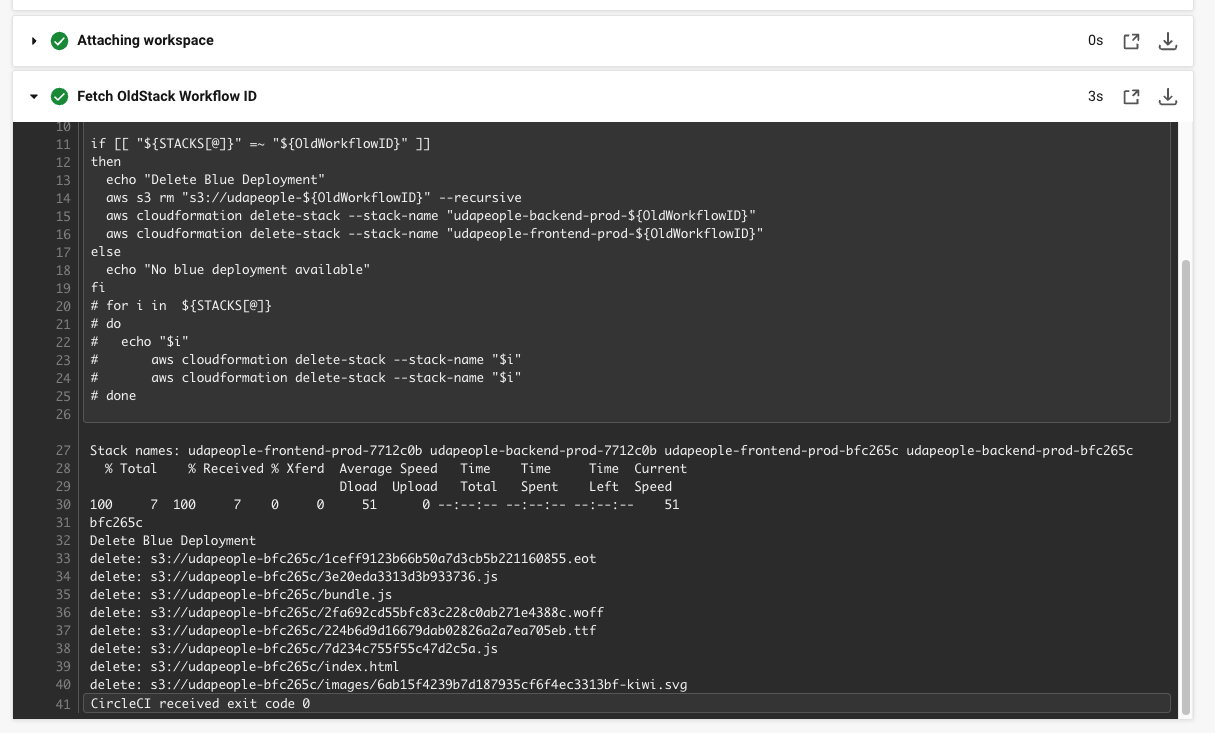 Attaching workspace 0s
Fetch OldStack Workflow ID 3s
10
11 if [[ "${STACKS[@]}" =~ "${OldWorkflowID}" ]]
12 then
13   echo "Delete Blue Deployment"
14   aws s3 rm "s3://udapeople-${OldWorkflowID}" --recursive
15   aws cloudformation delete-stack --stack-name "udapeople-backend-prod-${OldWorkflowID}"
16   aws cloudformation delete-stack --stack-name "udapeople-frontend-prod-${OldWorkflowID}"
17 else
18   echo "No blue deployment available"
19 fi
20 # for i in  ${STACKS[@]}
21 # do
22 #   echo "$i"
23 #       aws cloudformation delete-stack --stack-name "$i"
24 #       aws cloudformation delete-stack --stack-name "$i"
25 # done
26
27 Stack names: udapeople-frontend-prod-7712c0b udapeople-backend-prod-7712c0b udapeople-frontend-prod-bfc265c udapeople-backend-prod-bfc265c
28   % Total    % Received % Xferd  Average Speed   Time    Time     Time  Current
29                                  Dload  Upload   Total   Spent    Left  Speed
30 100     7  100     7    0     0     51      0 --:--:-- --:--:-- --:--:--    51
31 bfc265c
32 Delete Blue Deployment
33 delete: s3://udapeople-bfc265c/1ceff9123b66b50a7d3cb5b221160855.eot
34 delete: s3://udapeople-bfc265c/3e20eda3313d3b933736.js
35 delete: s3://udapeople-bfc265c/bundle.js
36 delete: s3://udapeople-bfc265c/2fa692cd55bfc83c228c0ab271e4388c.woff
37 delete: s3://udapeople-bfc265c/224b6d9d16679dab02826a2a7ea705eb.ttf
38 delete: s3://udapeople-bfc265c/7d234c755f55c47d2c5a.js
39 delete: s3://udapeople-bfc265c/index.html
40 delete: s3://udapeople-bfc265c/images/6ab15f4239b7d187935cf6f4ec3313bf-kiwi.svg
41 CircleCI received exit code 0